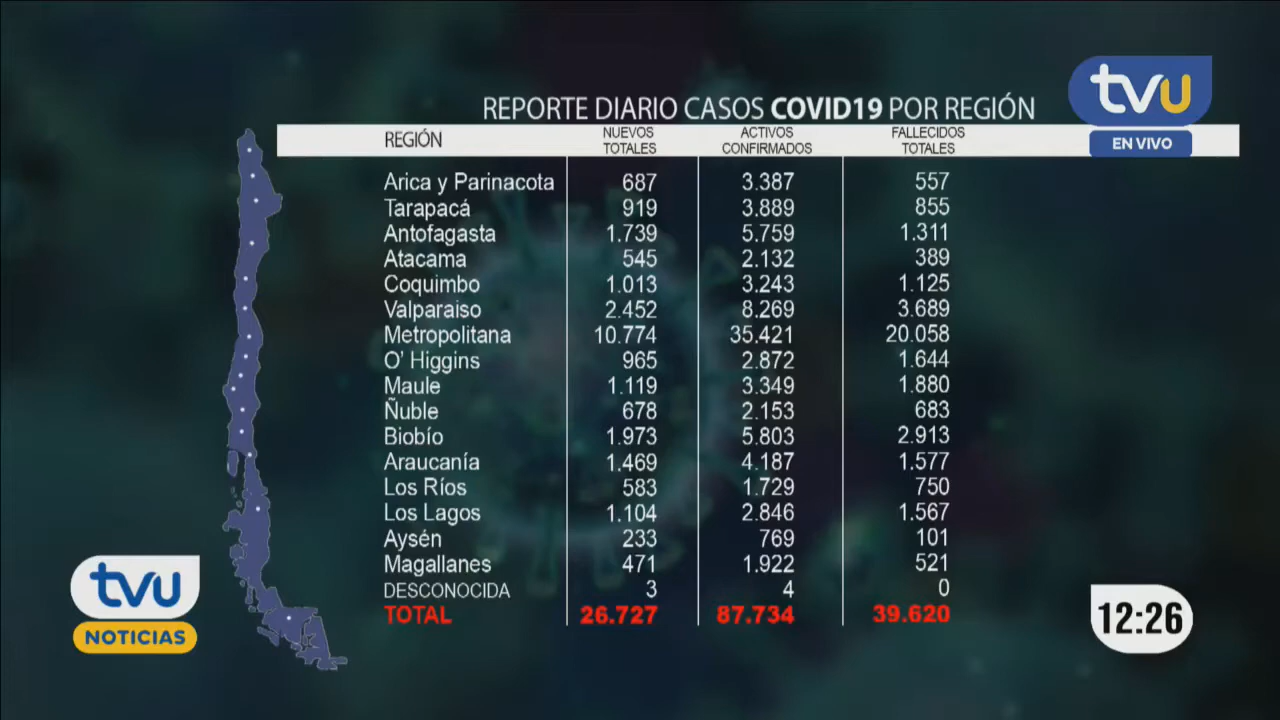 REPORTE DIARIO CASOS COVID19 POR REGIÓN
tvu
EN VIVO
REGIÓN NUEVOS TOTALES ACTIVOS CONFIRMADOS FALLECIDOS TOTALES
Arica y Parinacota 687 3.387 557
Tarapacá 919 3.889 855
Antofagasta 1.739 5.759 1.311
Atacama 545 2.132 389
Coquimbo 1.013 3.243 1.125
Valparaiso 2.452 8.269 3.689
Metropolitana 10.774 35.421 20.058
O' Higgins 965 2.872 1.644
Maule 1.119 3.349 1.880
Ñuble 678 2.153 683
Biobío 1.973 5.803 2.913
Araucanía 1.469 4.187 1.577
Los Ríos 583 1.729 750
Los Lagos 1.104 2.846 1.567
Aysén 233 769 101
Magallanes 471 1.922 521
DESCONOCIDA 3 4 0
TOTAL 26.727 87.734 39.620
tvu
NOTICIAS
12:26